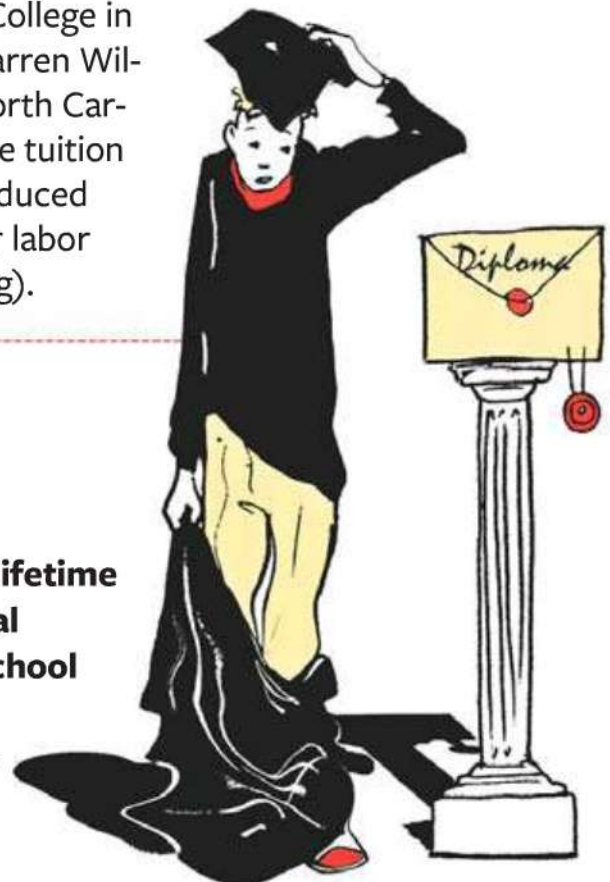 College in
arren Wil-
orth Car-
e tuition
duced
r labor
g).
Diploma
ifetime
al
chool